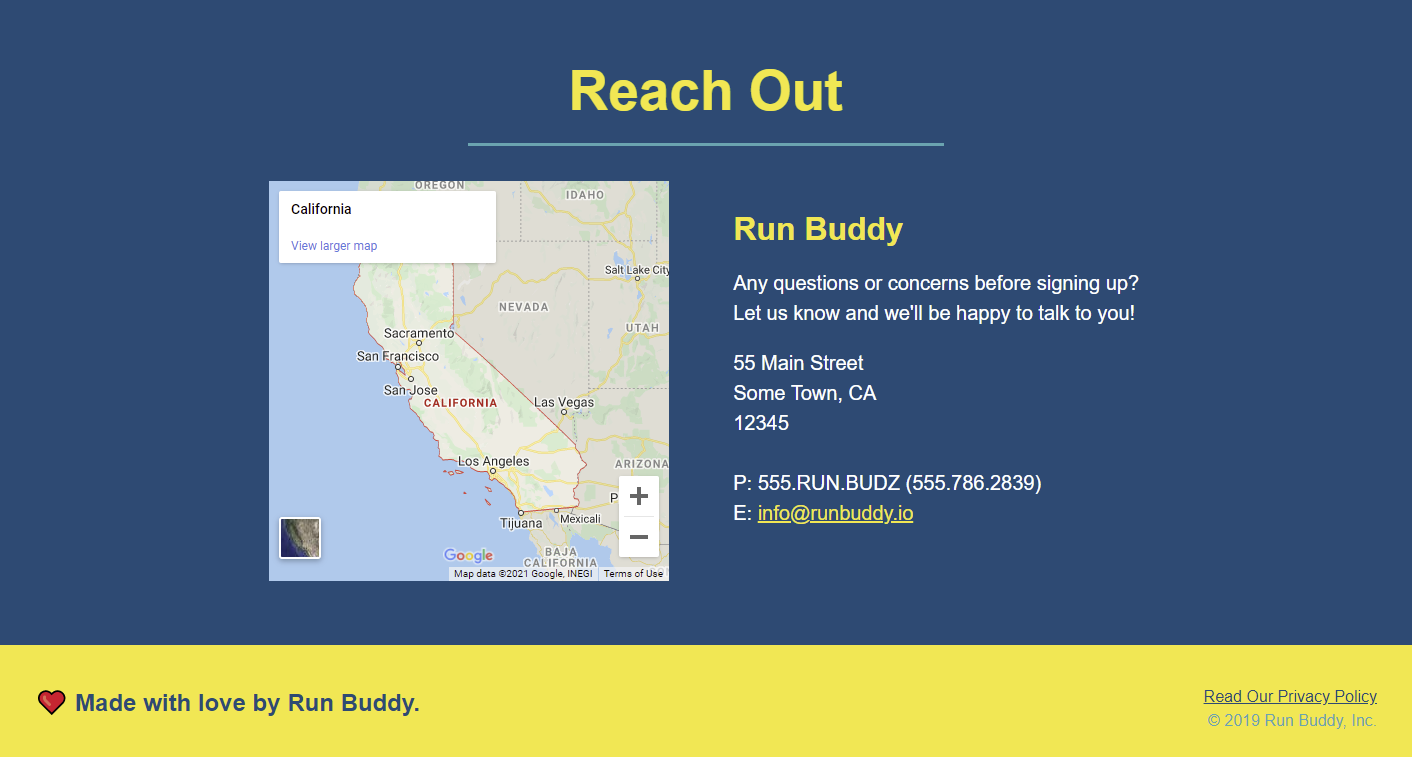 Reach Out
OREGON
IDAHO
California
View larger map
Salt Lake City
NEVADA
UTAH
Sacramento
San Francisco
San Jose
CALIFORNIA
Las Vegas
Los Angeles
ARIZONA
Tijuana
Mexicali
BAJA
CALIFORNIA
Google
Map data ©2021 Google, INEGI
Terms of Use
Run Buddy
Any questions or concerns before signing up?
Let us know and we'll be happy to talk to you!
55 Main Street
Some Town, CA
12345
P: 555.RUN.BUDZ (555.786.2839)
E: info@runbuddy.io
Made with love by Run Buddy.
Read Our Privacy Policy
© 2019 Run Buddy, Inc.